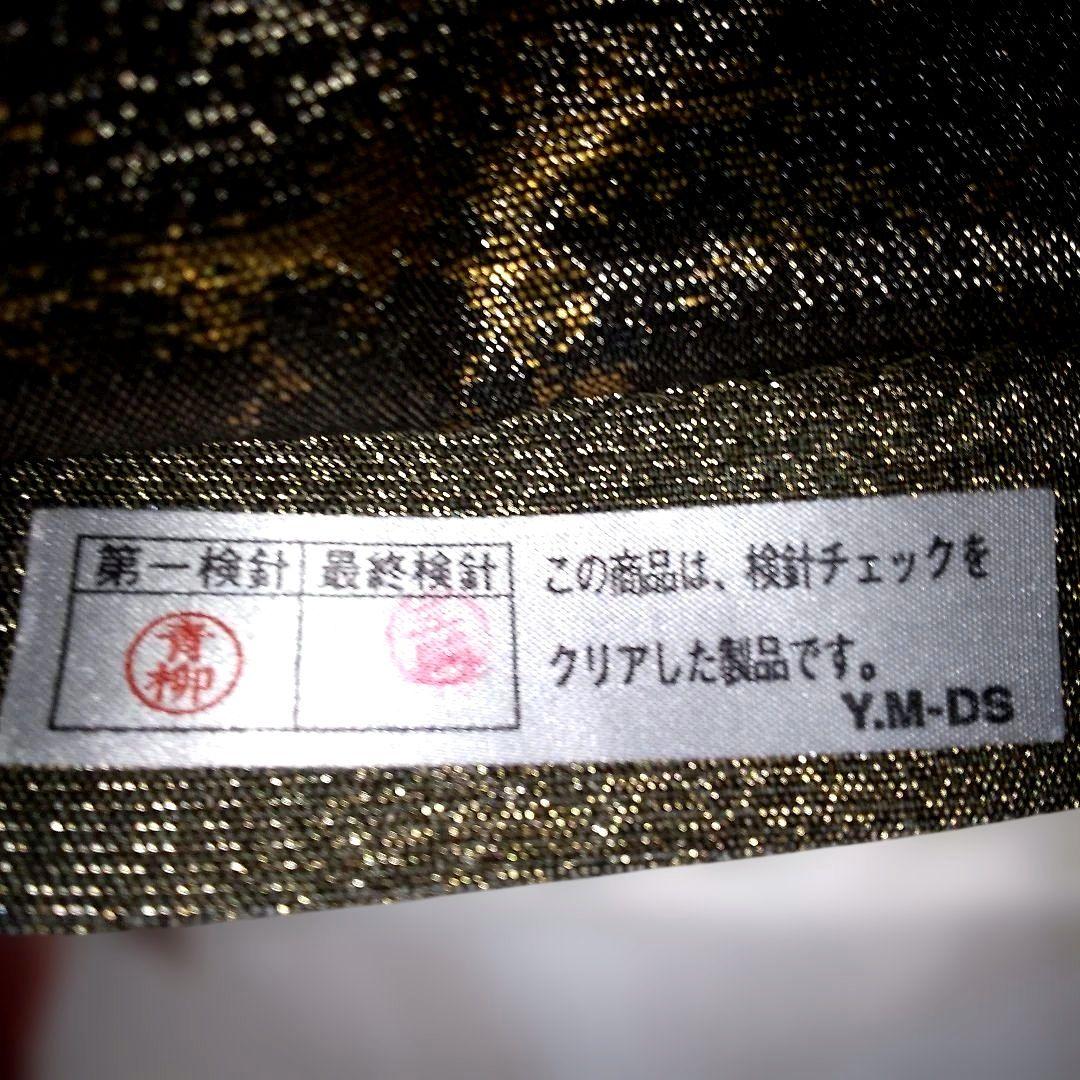 第一検針 最終検針
青柳
この商品は、検針チェックを
クリアした製品です。
Y.M-DS